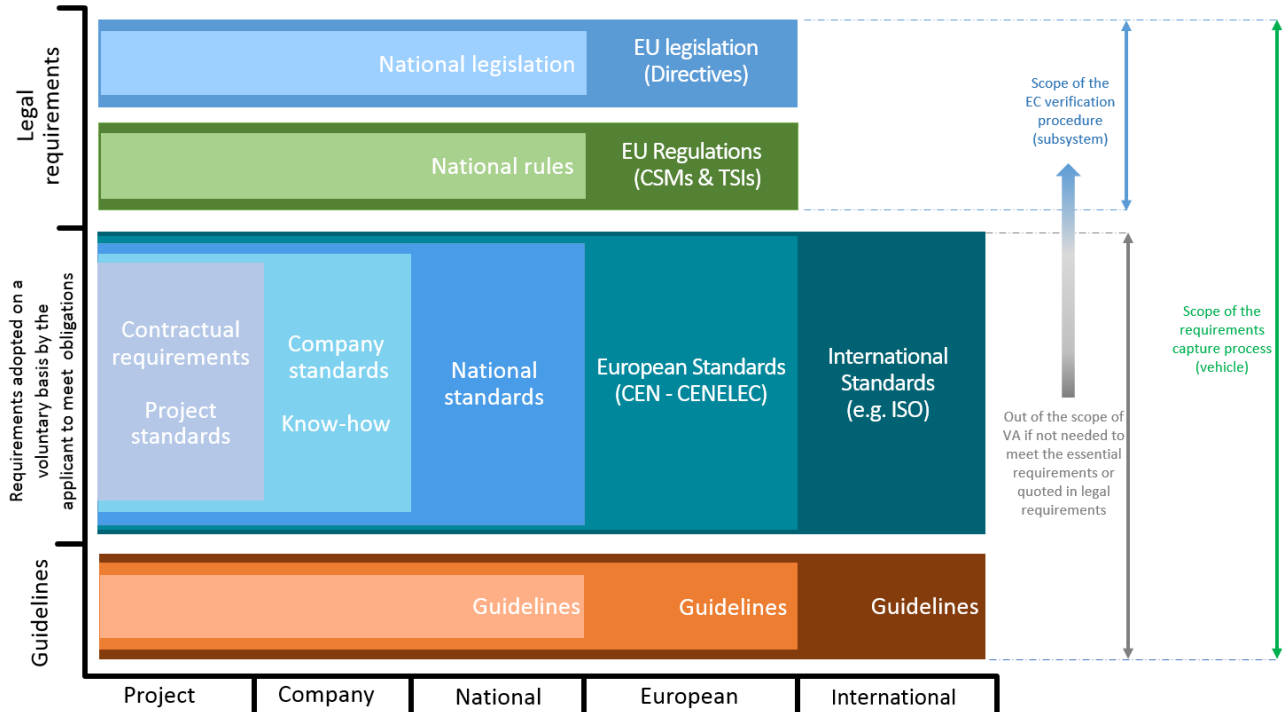 Legal
requirements
National legislation
EU legislation
(Directives)
National rules
EU Regulations
(CSMs & TSIs)
Scope of the
EC verification
procedure
(subsystem)
Requirements adopted on a
voluntary basis by the
applicant to meet obligations
Contractual
requirements
Project
standards
Company
standards
Know-how
National
standards
European Standards
(CEN - CENELEC)
International
Standards
(e.g. ISO)
Out of the scope of
VA if not needed to
meet the essential
requirements or
quoted in legal
requirements
Scope of the
requirements
capture process
(vehicle)
Guidelines
Guidelines
Guidelines
Guidelines
Project
Company
National
European
International